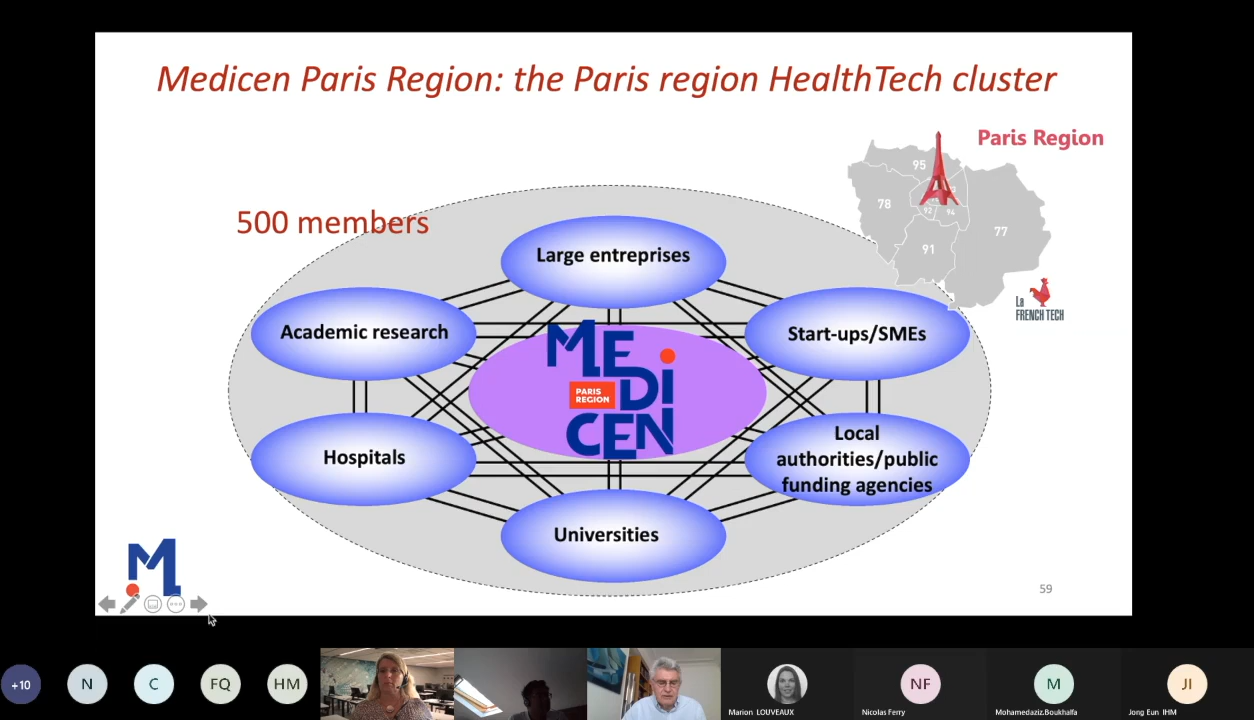 Medicen Paris Region: the Paris region HealthTech cluster
Paris Region
95
78
92
94
77
91
La
FRENCH TECH
500 members
Large entreprises
Academic research
Start-ups/SMEs
MEDiCEN
PARIS
REGION
Hospitals
Local
authorities/public
funding agencies
Universities
M
59
+10
N
C
FQ
HM
NF
M
JI
Marion LOUVEAUX
Nicolas Ferry
Mohamedaziz.Boukhalfa
Jong Eun IHM